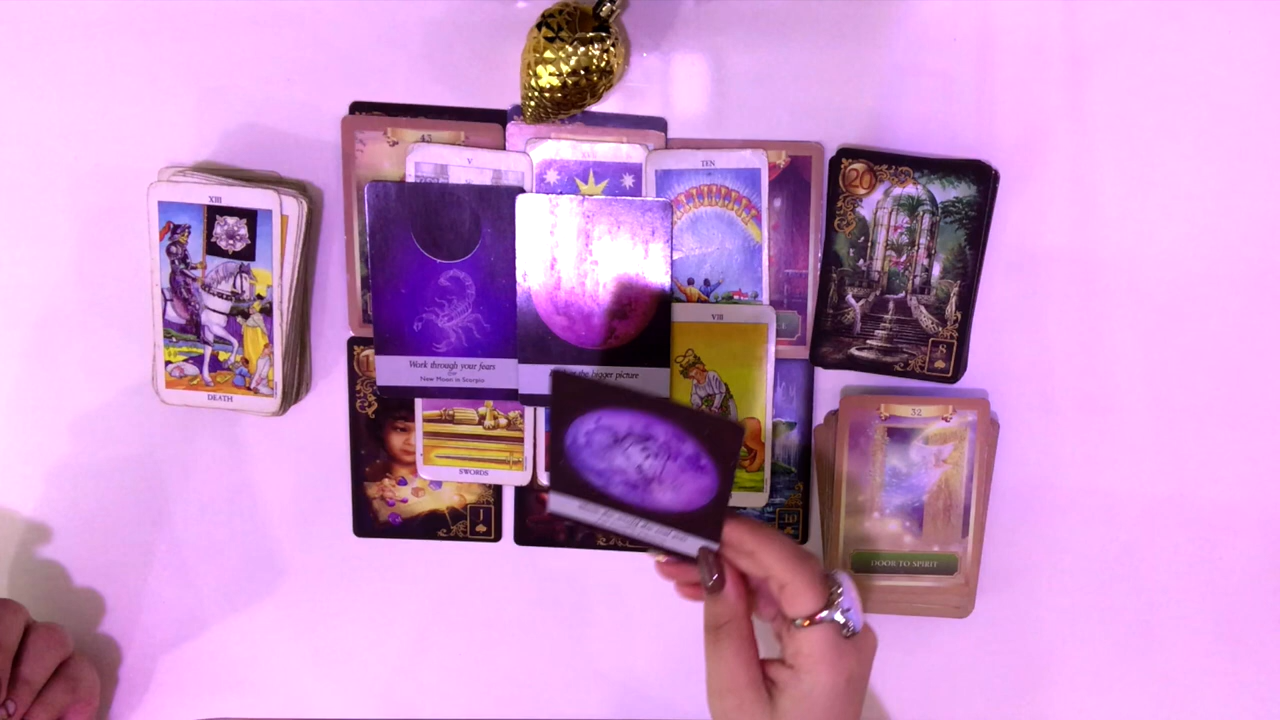 43
V
TEN
20
XIII
VIII
Work through your fears
New Moon in Scorpio
the bigger picture
8
DEATH
32
SWORDS
J
10
DOOR TO SPIRIT